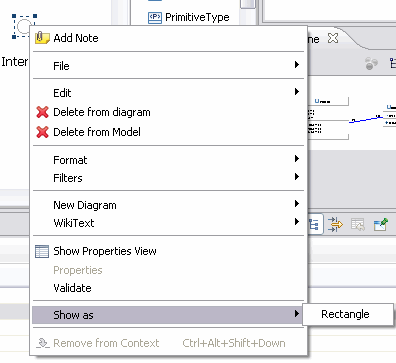 <P> PrimitiveType
Inter
ne
Add Note
File
Edit
Delete from diagram
Delete from Model
Format
Filters
New Diagram
WikiText
Show Properties View
Properties
Validate
Show as
Rectangle
Remove from Context Ctrl+Alt+Shift+Down